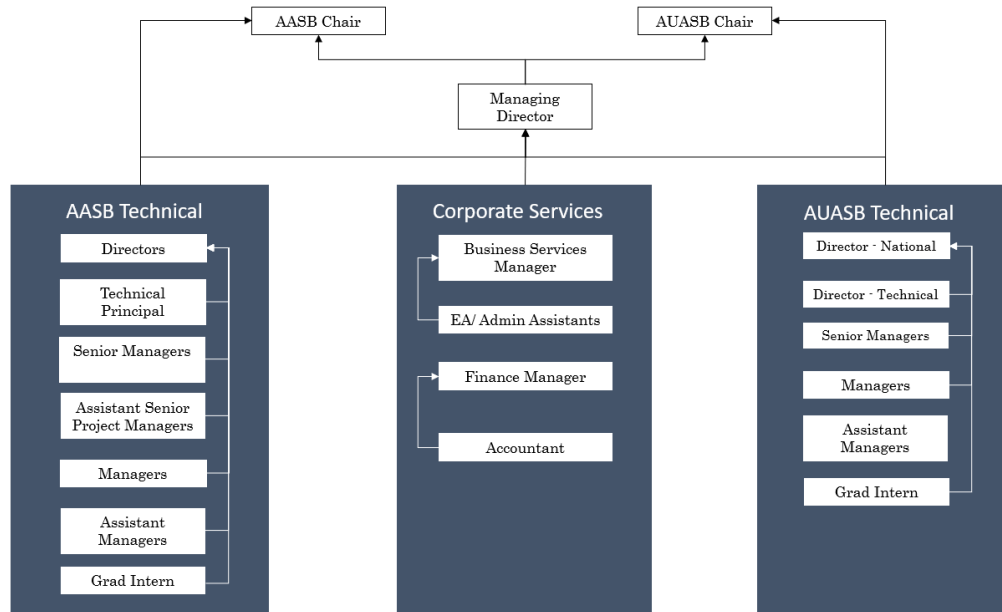 AASB Chair
AUASB Chair
Managing
Director
AASB Technical
Directors
Technical
Principal
Senior Managers
Assistant Senior
Project Managers
Managers
Assistant
Managers
Grad Intern
Corporate Services
Business Services
Manager
EA/ Admin Assistants
Finance Manager
Accountant
AUASB Technical
Director - National
Director - Technical
Senior Managers
Managers
Assistant
Managers
Grad Intern